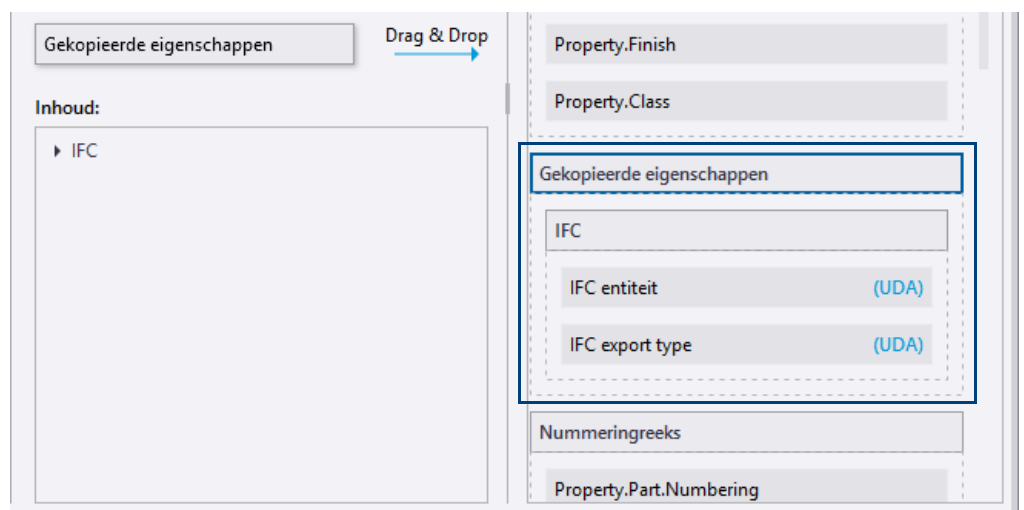 Gekopieerde eigenschappen
Drag & Drop
Inhoud:
IFC
Property.Finish
Property.Class
Gekopieerde eigenschappen
IFC
IFC entiteit (UDA)
IFC export type (UDA)
Nummeringreeks
Property.Part.Numbering